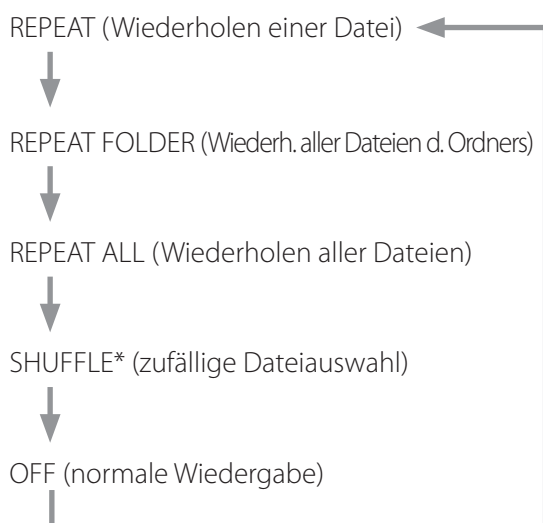 REPEAT (Wiederholen einer Datei)
REPEAT FOLDER (Wiederh. aller Dateien d. Ordners)
REPEAT ALL (Wiederholen aller Dateien)
SHUFFLE* (zufällige Dateiauswahl)
OFF (normale Wiedergabe)